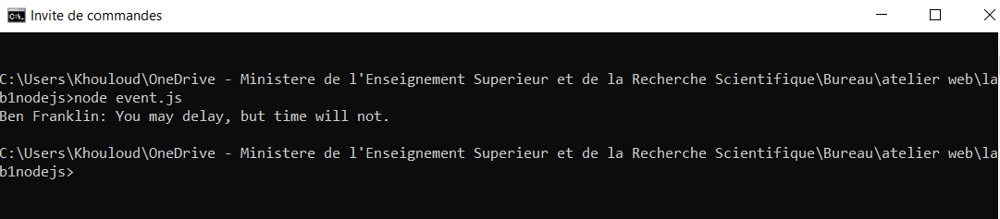 Invite de commandes
C:\Users\Khouloud\OneDrive - Ministere de l'Enseignement Superieur et de la Recherche Scientifique\Bureau\atelier web\la
b1nodejs>node event.js
Ben Franklin: You may delay, but time will not.
C:\Users\Khouloud\OneDrive - Ministere de l'Enseignement Superieur et de la Recherche Scientifique\Bureau\atelier web\la
b1nodejs>